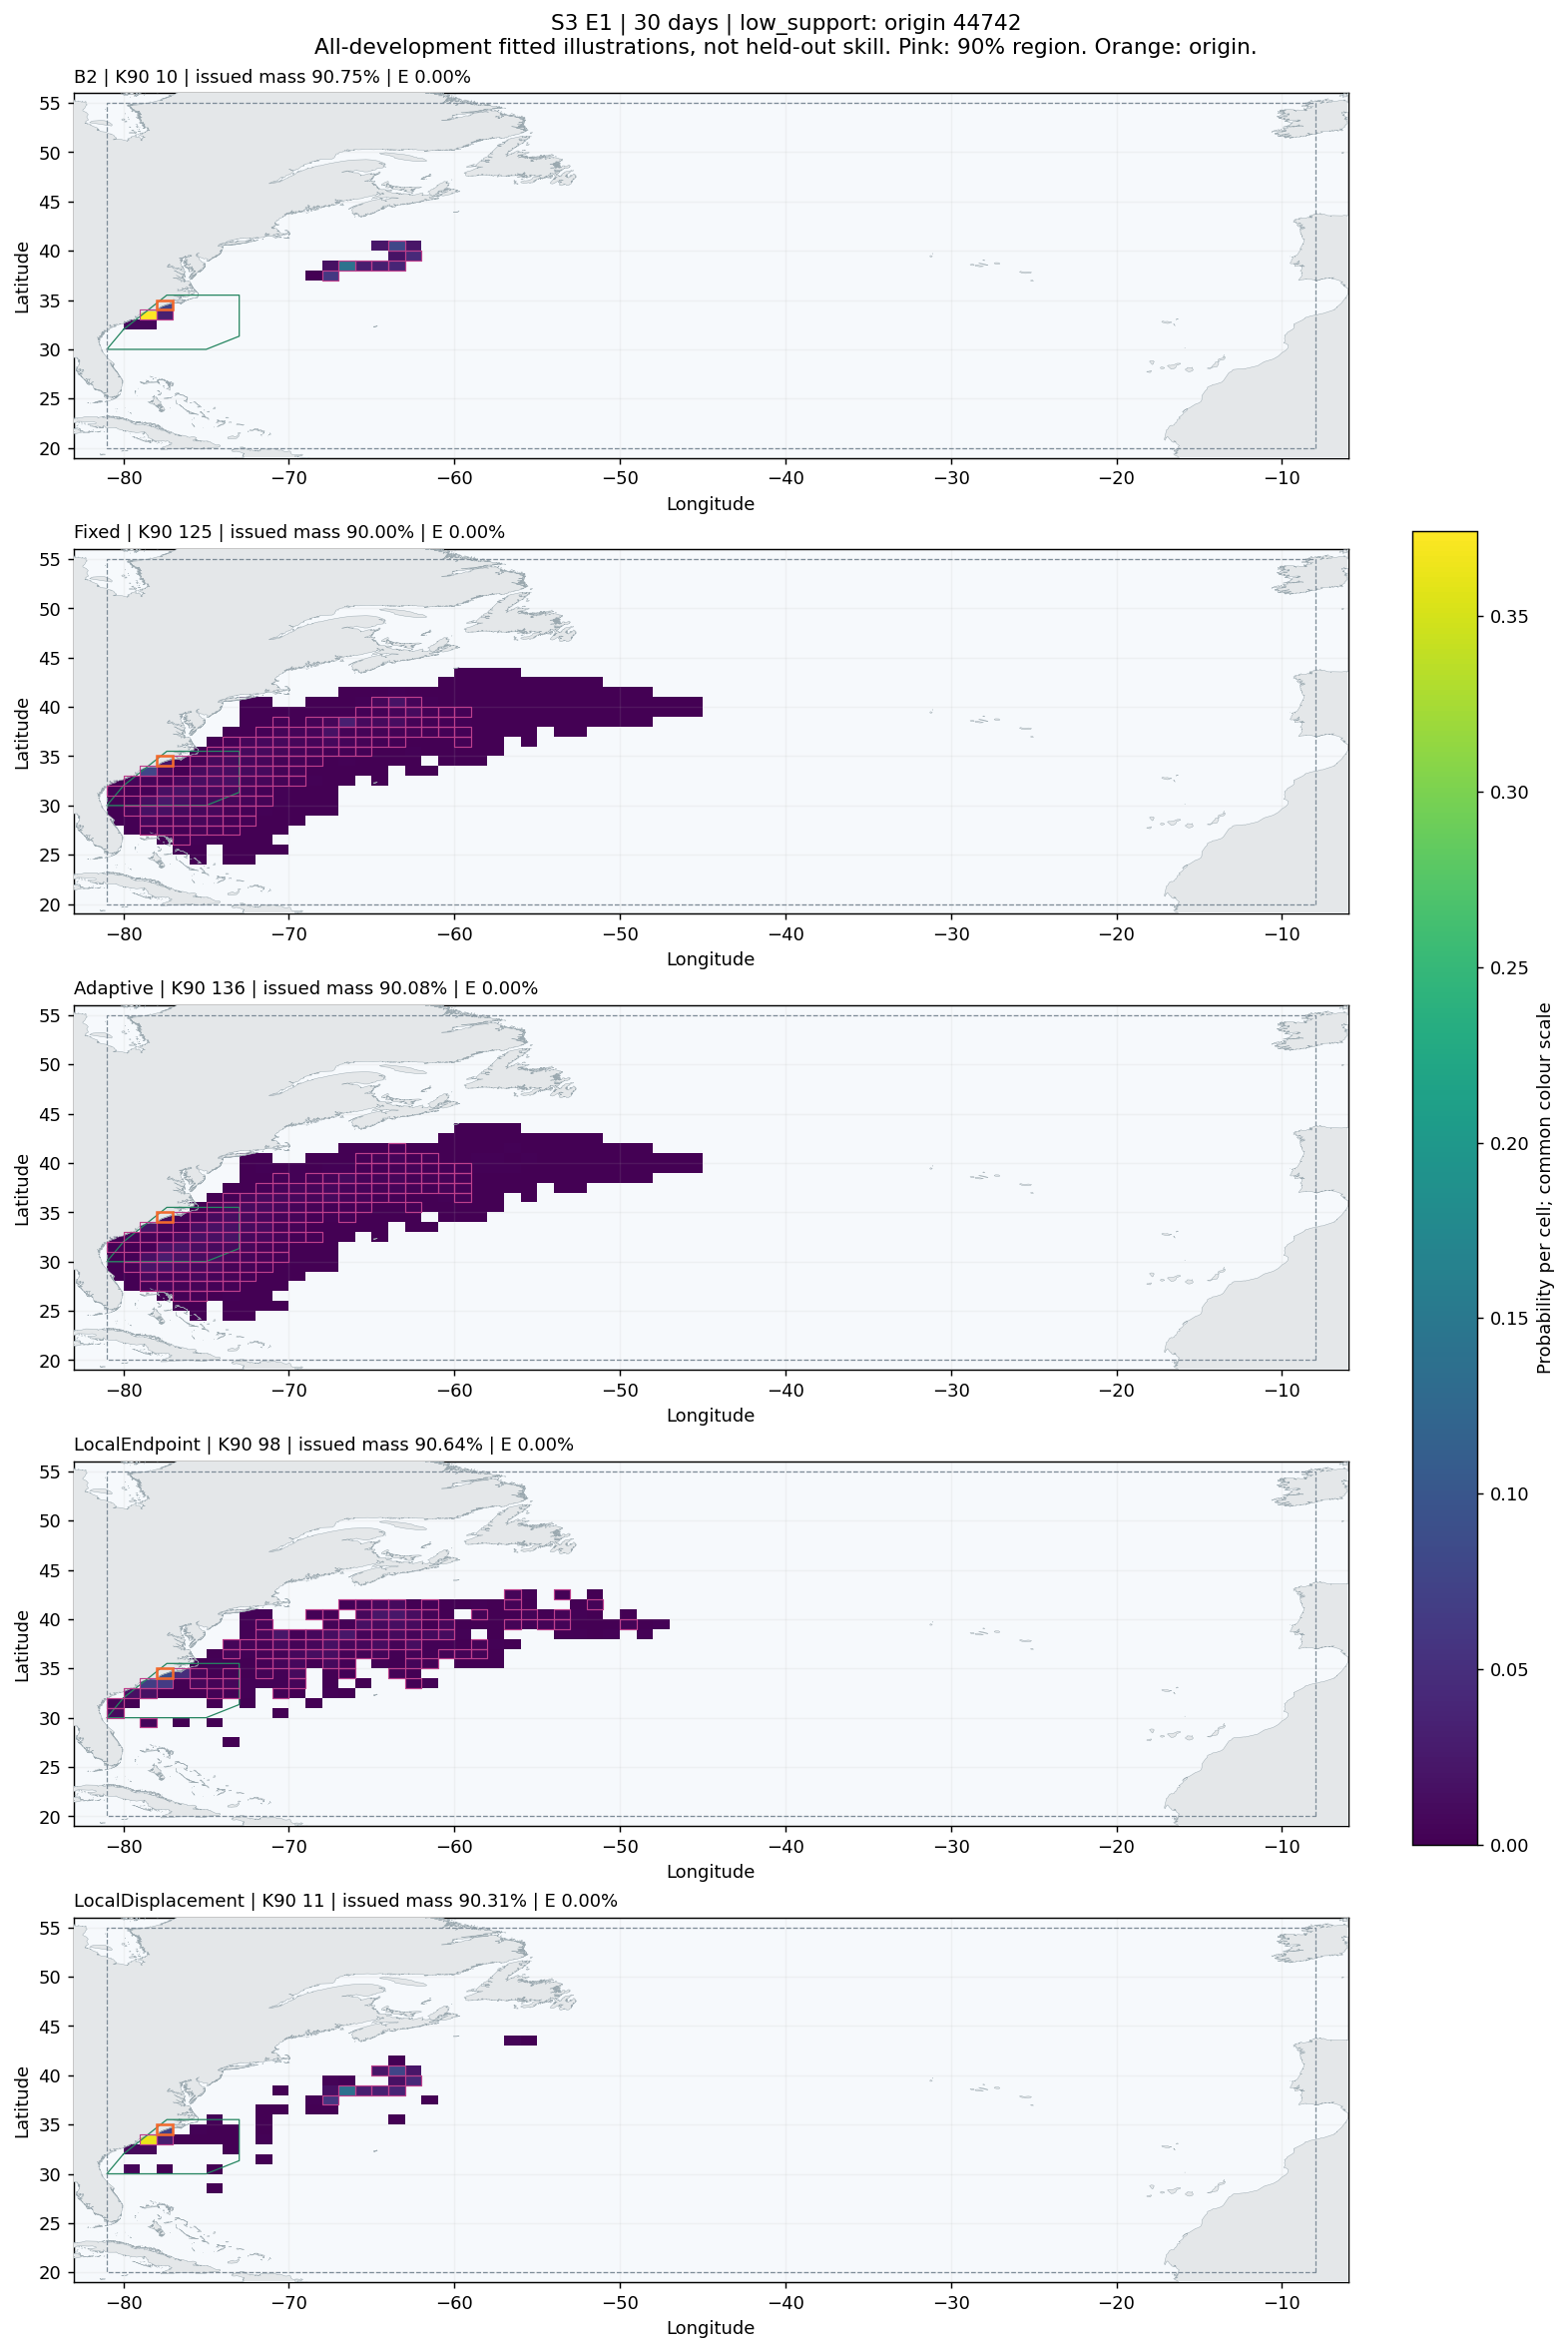 S3 E1 | 30 days | low_support: origin 44742
All-development fitted illustrations, not held-out skill. Pink: 90% region. Orange: origin.
B2 | K90 10 | issued mass 90.75% | E 0.00%
55
50
45
40
35
30
25
20
Latitude
−80 −70 −60 −50 −40 −30 −20 −10
Longitude
Fixed | K90 125 | issued mass 90.00% | E 0.00%
55
50
45
40
35
30
25
20
Latitude
−80 −70 −60 −50 −40 −30 −20 −10
Longitude
Adaptive | K90 136 | issued mass 90.08% | E 0.00%
55
50
45
40
35
30
25
20
Latitude
−80 −70 −60 −50 −40 −30 −20 −10
Longitude
LocalEndpoint | K90 98 | issued mass 90.64% | E 0.00%
55
50
45
40
35
30
25
20
Latitude
−80 −70 −60 −50 −40 −30 −20 −10
Longitude
LocalDisplacement | K90 11 | issued mass 90.31% | E 0.00%
55
50
45
40
35
30
25
20
Latitude
−80 −70 −60 −50 −40 −30 −20 −10
Longitude
0.35
0.30
0.25
0.20
0.15
0.10
0.05
0.00
Probability per cell; common colour scale